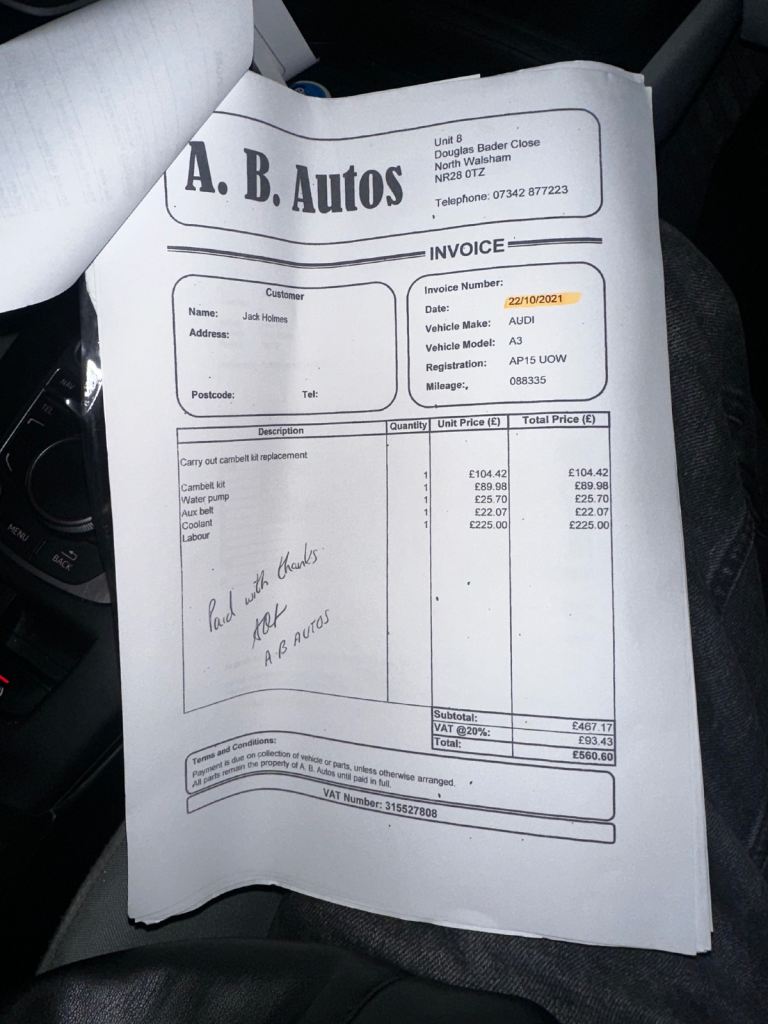 A. B. Autos
Unit 8
Douglas Bader Close
North Walsham
NR28 0TZ
Telephone: 07342 877223
INVOICE
Customer
Name: Jack Holmes
Address:
Postcode: Tel:
Invoice Number:
Date: 22/10/2021
Vehicle Make: AUDI
Vehicle Model: A3
Registration: AP15 UOW
Mileage: 088335
Description Quantity Unit Price (£) Total Price (£)
Carry out cambelt kit replacement
Cambelt kit 1 £104.42 £104.42
Water pump 1 £89.98 £89.98
Aux belt 1 £25.70 £25.70
Coolant 1 £22.07 £22.07
Labour 1 £225.00 £225.00
Paid with thanks
A B AUTOS
Subtotal: £467.17
VAT @20%: £93.43
Total: £560.60
Terms and Conditions:
Payment is due on collection of vehicle or parts, unless otherwise arranged.
All parts remain the property of A. B. Autos until paid in full.
VAT Number: 315527808
NAV
TEL
MENU
BACK